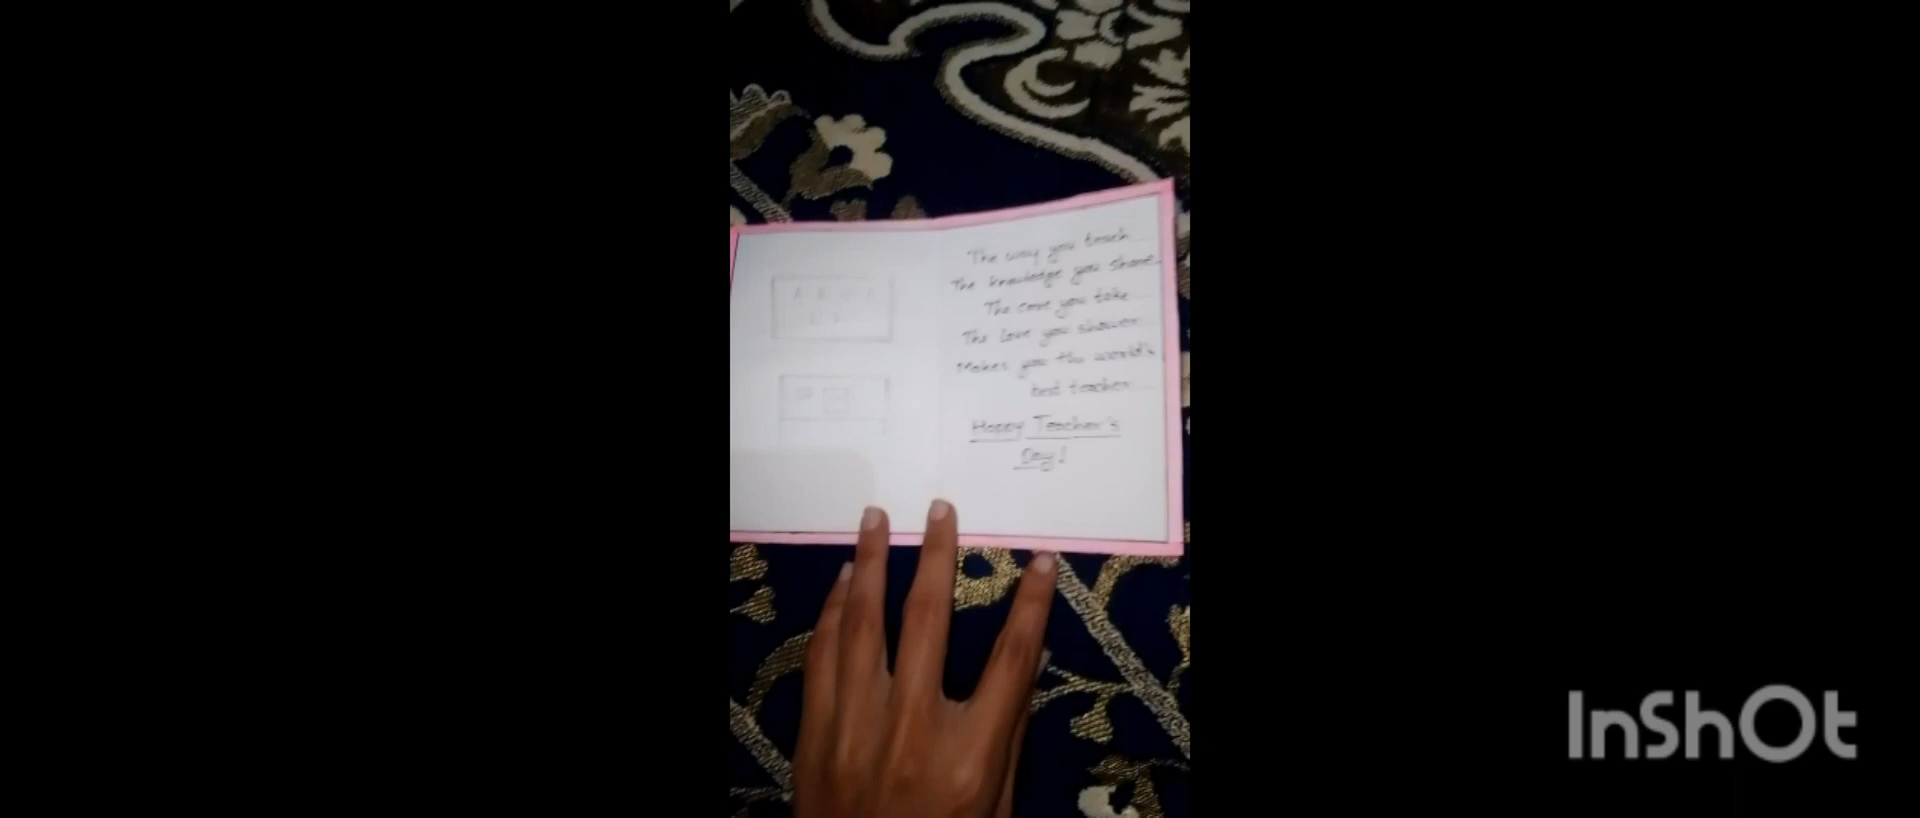 The way you teach
The knowledge you share
The care you take
The love you shower
Makes you the world's
best teacher
Happy Teacher's
Day!
InShOt